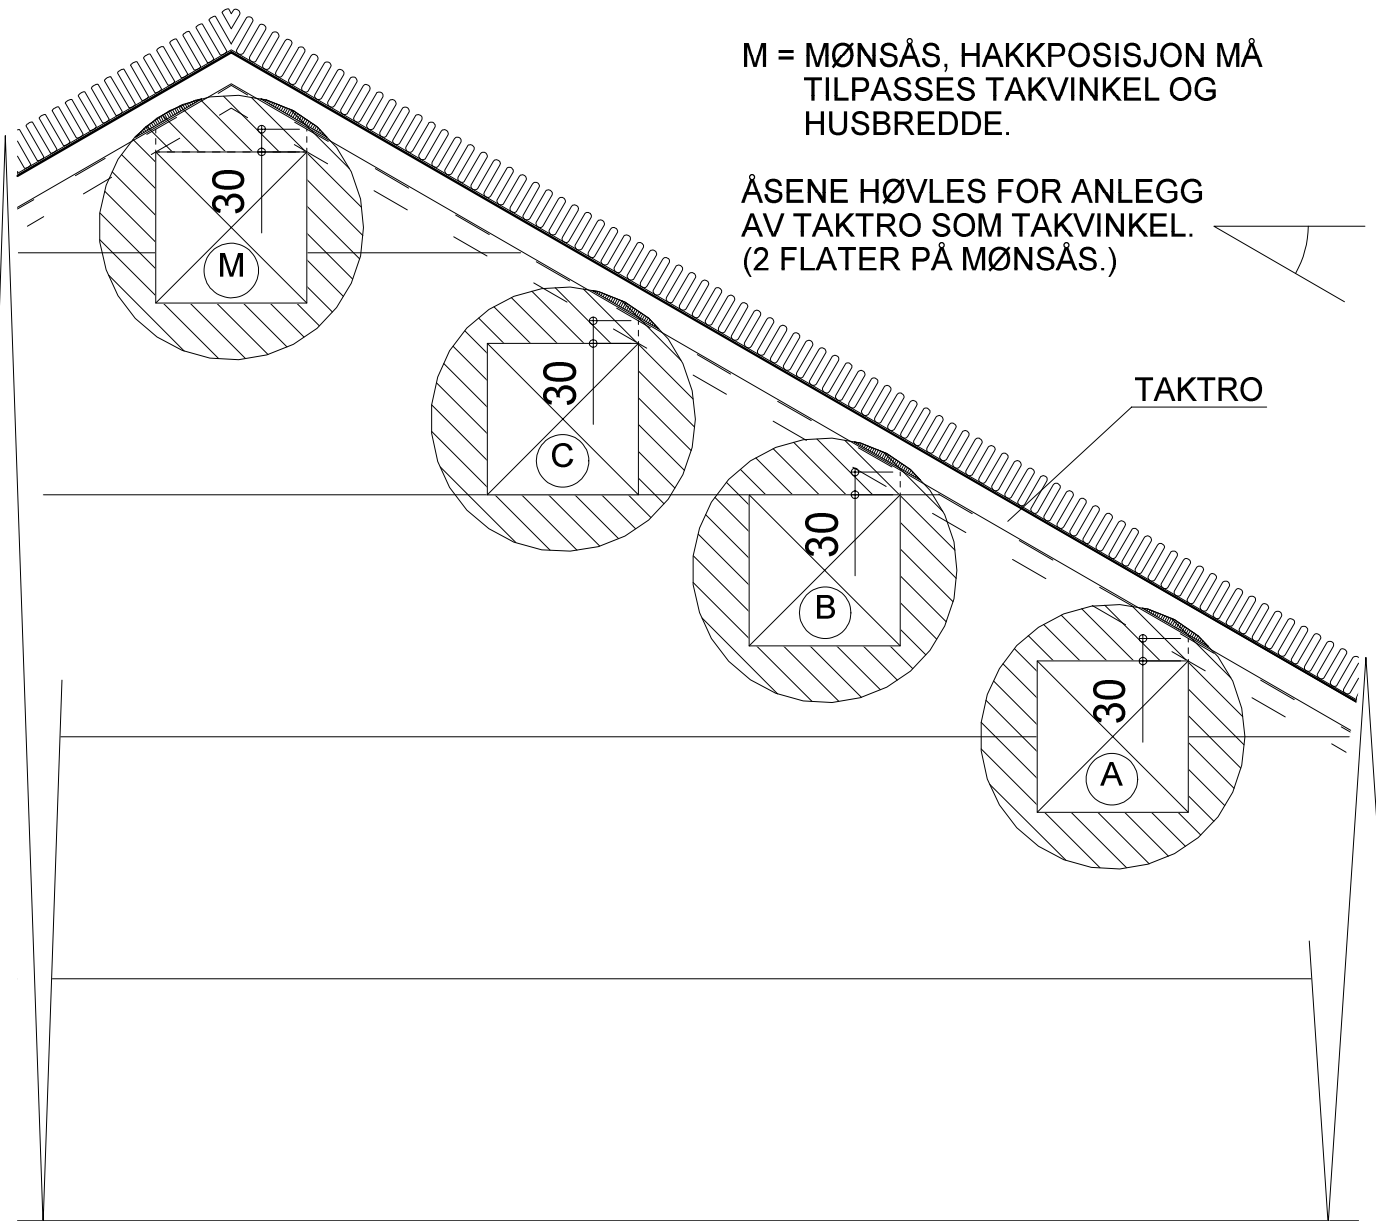 M = MØNSÅS, HAKKPOSISJON MÅ
TILPASSES TAKVINKEL OG
HUSBREDDE.
ÅSENE HØVLES FOR ANLEGG
AV TAKTRO SOM TAKVINKEL.
(2 FLATER PÅ MØNSÅS.)
30
M
30
C
TAKTRO
30
B
30
A